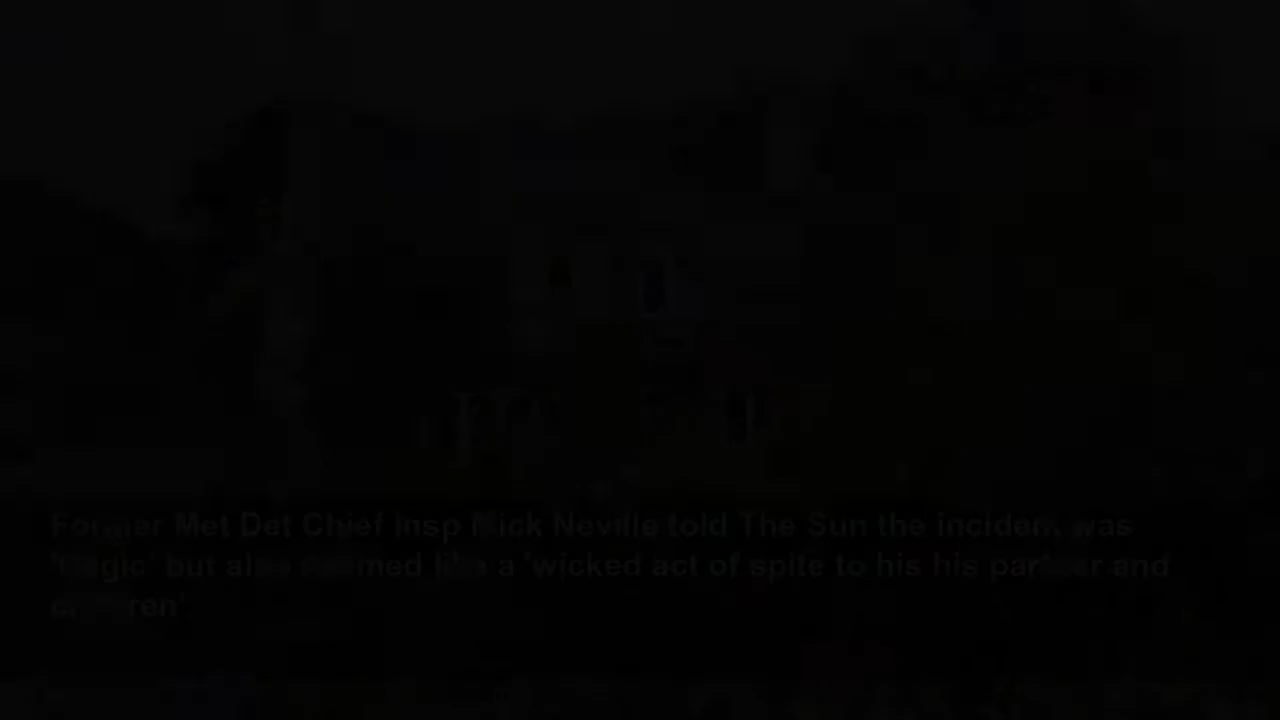 Former Met Det Chief Insp Mick Neville told The Sun the incident was
'tragic' but also seemed like a 'wicked act of spite to his his partner and
children'